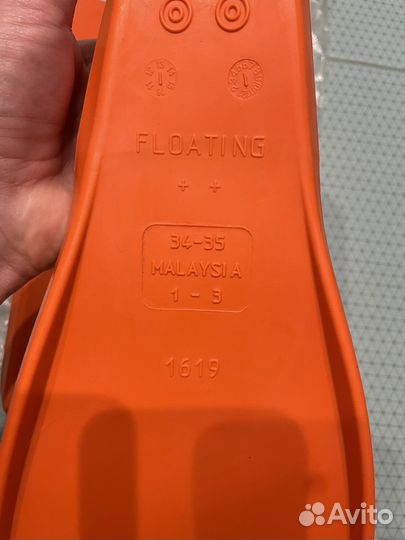 FLOATING
++
34-35
MALAYSIA
1-3
1619
Avito